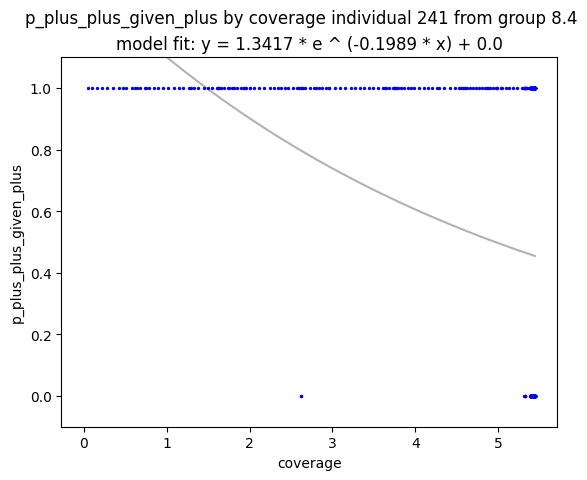 p_plus_plus_given_plus by coverage individual 241 from group 8.4
model fit: y = 1.3417 * e ^ (-0.1989 * x) + 0.0
1.0
0.8
0.6
0.4
0.2
0.0
p_plus_plus_given_plus
0 1 2 3 4 5
coverage